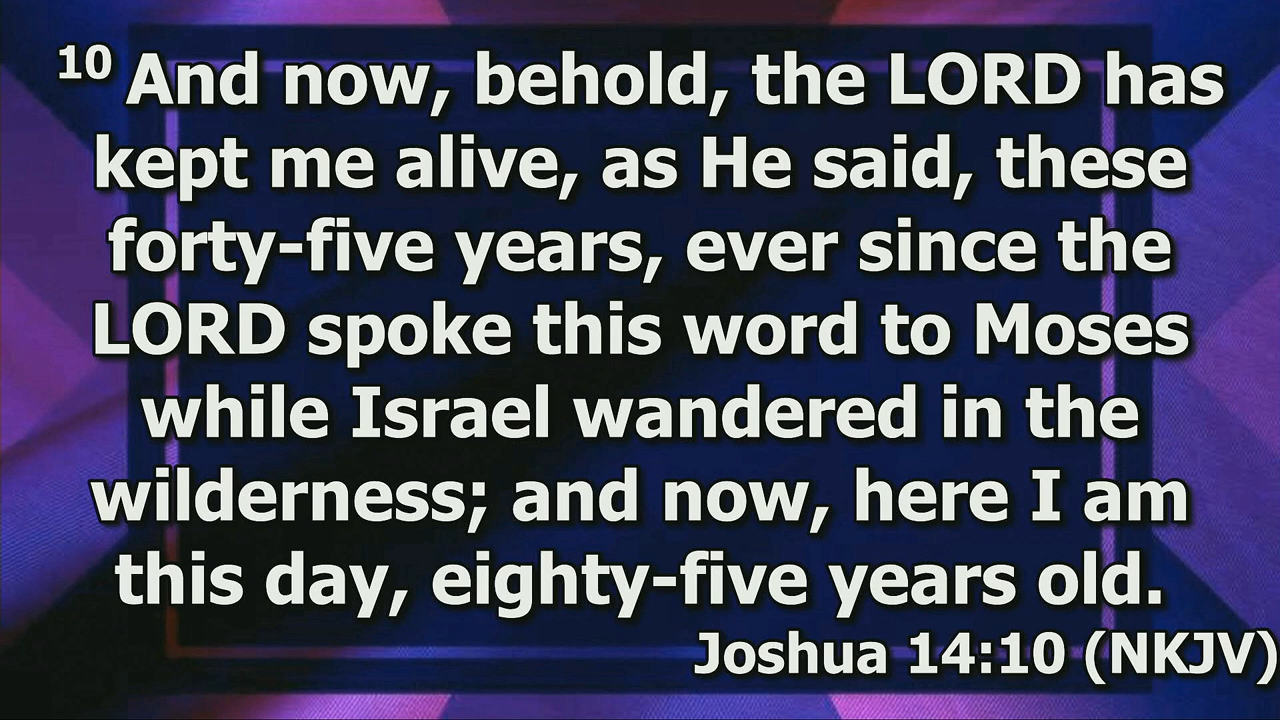 10 And now, behold, the LORD has
kept me alive, as He said, these
forty-five years, ever since the
LORD spoke this word to Moses
while Israel wandered in the
wilderness; and now, here I am
this day, eighty-five years old.
Joshua 14:10 (NKJV)